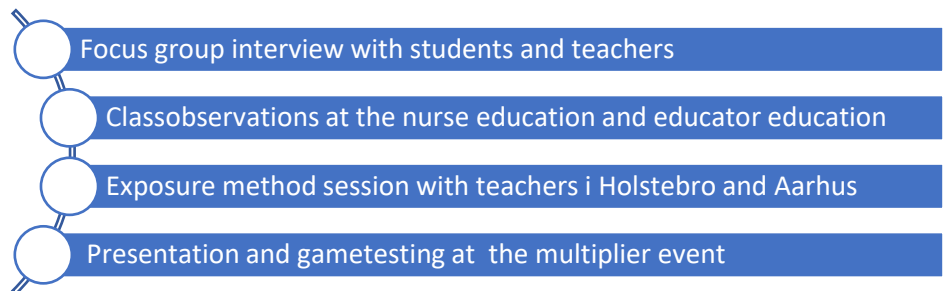 Focus group interview with students and teachers
Classobservations at the nurse education and educator education
Exposure method session with teachers i Holstebro and Aarhus
Presentation and gametesting at  the multiplier event